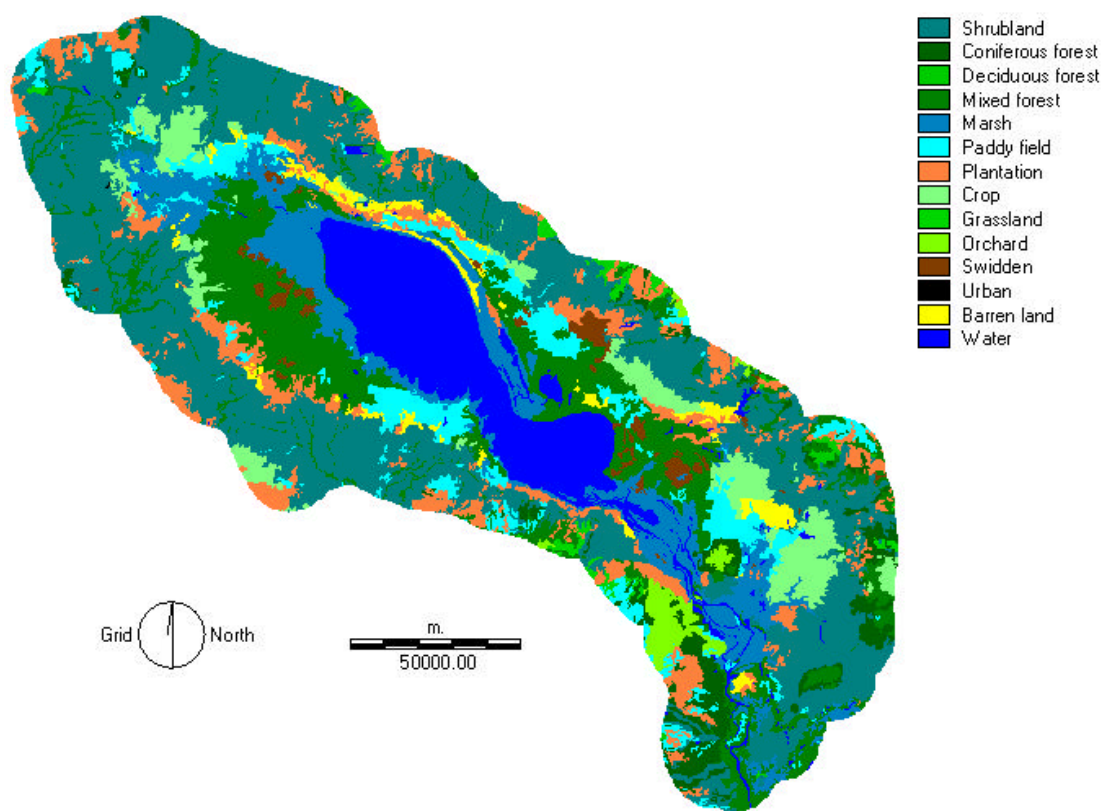 Shrubland
Coniferous forest
Deciduous forest
Mixed forest
Marsh
Paddy field
Plantation
Crop
Grassland
Orchard
Swidden
Urban
Barren land
Water
Grid North
m.
50000.00